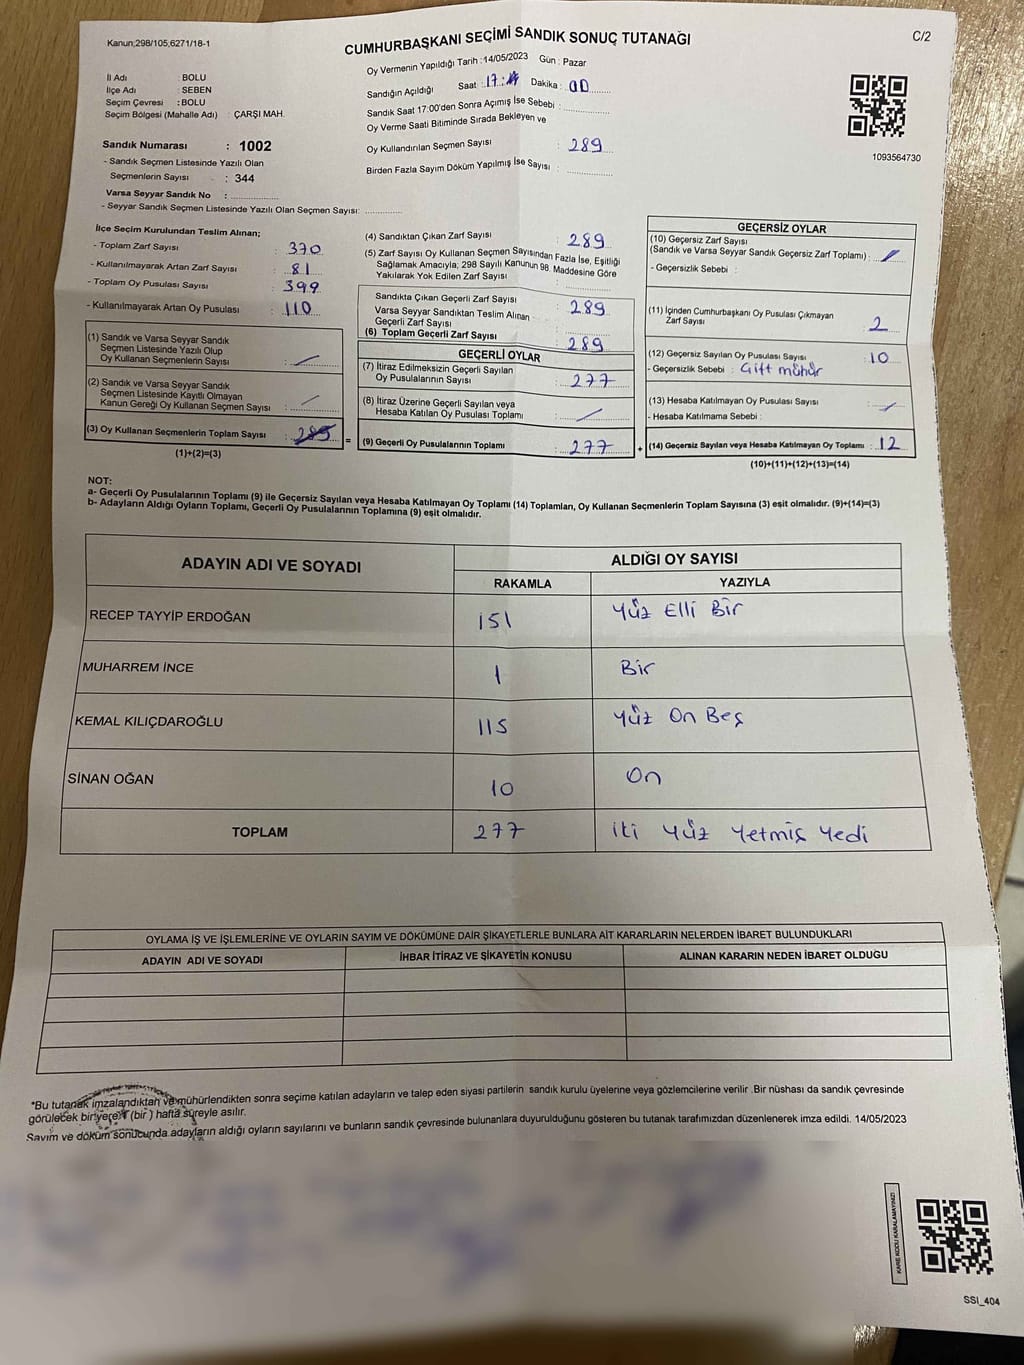 Kanun;298/105;6271/18-1
C/2
CUMHURBAŞKANI SEÇİMİ SANDIK SONUÇ TUTANAĞI
Oy Vermenin Yapıldığı Tarih : 14/05/2023 Gün : Pazar
İl Adı : BOLU
İlçe Adı : SEBEN
Seçim Çevresi : BOLU
Seçim Bölgesi (Mahalle Adı) : ÇARŞI MAH.
Sandığın Açıldığı Saat : 17: Dakika : 00
Sandık Saat 17:00'den Sonra Açımış İse Sebebi :
Oy Verme Saati Bitiminde Sırada Bekleyen ve
Oy Kullandırılan Seçmen Sayısı : 289
Birden Fazla Sayım Döküm Yapılmış İse Sayısı :
1093564730
Sandık Numarası : 1002
- Sandık Seçmen Listesinde Yazılı Olan
Seçmenlerin Sayısı : 344
Varsa Seyyar Sandık No :
- Seyyar Sandık Seçmen Listesinde Yazılı Olan Seçmen Sayısı:
İlçe Seçim Kurulundan Teslim Alınan;
- Toplam Zarf Sayısı : 370
- Kullanılmayarak Artan Zarf Sayısı : 81
- Toplam Oy Pusulası Sayısı : 399
- Kullanılmayarak Artan Oy Pusulası : 110
(1) Sandık ve Varsa Seyyar Sandık
Seçmen Listesinde Yazılı Olup
Oy Kullanan Seçmenlerin Sayısı :
(2) Sandık ve Varsa Seyyar Sandık
Seçmen Listesinde Kayıtlı Olmayan
Kanun Gereği Oy Kullanan Seçmen Sayısı :
(3) Oy Kullanan Seçmenlerin Toplam Sayısı : 289
(1)+(2)=(3)
(4) Sandıktan Çıkan Zarf Sayısı : 289
(5) Zarf Sayısı Oy Kullanan Seçmen Sayısından Fazla İse, Eşitliği
Sağlamak Amacıyla; 298 Sayılı Kanunun 98. Maddesine Göre
Yakılarak Yok Edilen Zarf Sayısı :
Sandıkta Çıkan Geçerli Zarf Sayısı : 289
Varsa Seyyar Sandıktan Teslim Alınan
Geçerli Zarf Sayısı :
(6) Toplam Geçerli Zarf Sayısı : 289
GEÇERLİ OYLAR
(7) İtiraz Edilmeksizin Geçerli Sayılan
Oy Pusulalarının Sayısı : 277
(8) İtiraz Üzerine Geçerli Sayılan veya
Hesaba Katılan Oy Pusulası Toplamı :
= (9) Geçerli Oy Pusulalarının Toplamı : 277 +
GEÇERSİZ OYLAR
(10) Geçersiz Zarf Sayısı
(Sandık ve Varsa Seyyar Sandık Geçersiz Zarf Toplamı) :
- Geçersizlik Sebebi :
(11) İçinden Cumhurbaşkanı Oy Pusulası Çıkmayan
Zarf Sayısı : 2
(12) Geçersiz Sayılan Oy Pusulası Sayısı : 10
- Geçersizlik Sebebi : Çift mühür
(13) Hesaba Katılmayan Oy Pusulası Sayısı :
- Hesaba Katılmama Sebebi :
(14) Geçersiz Sayılan veya Hesaba Katılmayan Oy Toplamı : 12
(10)+(11)+(12)+(13)=(14)
NOT:
a- Geçerli Oy Pusulalarının Toplamı (9) ile Geçersiz Sayılan veya Hesaba Katılmayan Oy Toplamı (14) Toplamları, Oy Kullanan Seçmenlerin Toplam Sayısına (3) eşit olmalıdır. (9)+(14)=(3)
b- Adayların Aldığı Oyların Toplamı, Geçerli Oy Pusulalarının Toplamına (9) eşit olmalıdır.
ADAYIN ADI VE SOYADI
ALDIĞI OY SAYISI
RAKAMLA YAZIYLA
RECEP TAYYİP ERDOĞAN 151 Yüz Elli Bir
MUHARREM İNCE 1 Bir
KEMAL KILIÇDAROĞLU 115 Yüz On Beş
SİNAN OĞAN 10 On
TOPLAM 277 iki Yüz Yetmiş Yedi
OYLAMA İŞ VE İŞLEMLERİNE VE OYLARIN SAYIM VE DÖKÜMÜNE DAİR ŞİKAYETLERLE BUNLARA AİT KARARLARIN NELERDEN İBARET BULUNDUKLARI
ADAYIN ADI VE SOYADI İHBAR İTİRAZ VE ŞİKAYETİN KONUSU ALINAN KARARIN NEDEN İBARET OLDUĞU
*Bu tutanak imzalandıktan ve mühürlendikten sonra seçime katılan adayların ve talep eden siyasi partilerin sandık kurulu üyelerine veya gözlemcilerine verilir .Bir nüshası da sandık çevresinde
görülecek bir yere 1 (bir ) hafta süreyle asılır.
Sayım ve döküm sonucunda adayların aldığı oyların sayılarını ve bunların sandık çevresinde bulunanlara duyurulduğunu gösteren bu tutanak tarafımızdan düzenlenerek imza edildi. 14/05/2023
KARE KODU KARALAMAYINIZ!
SSI_404